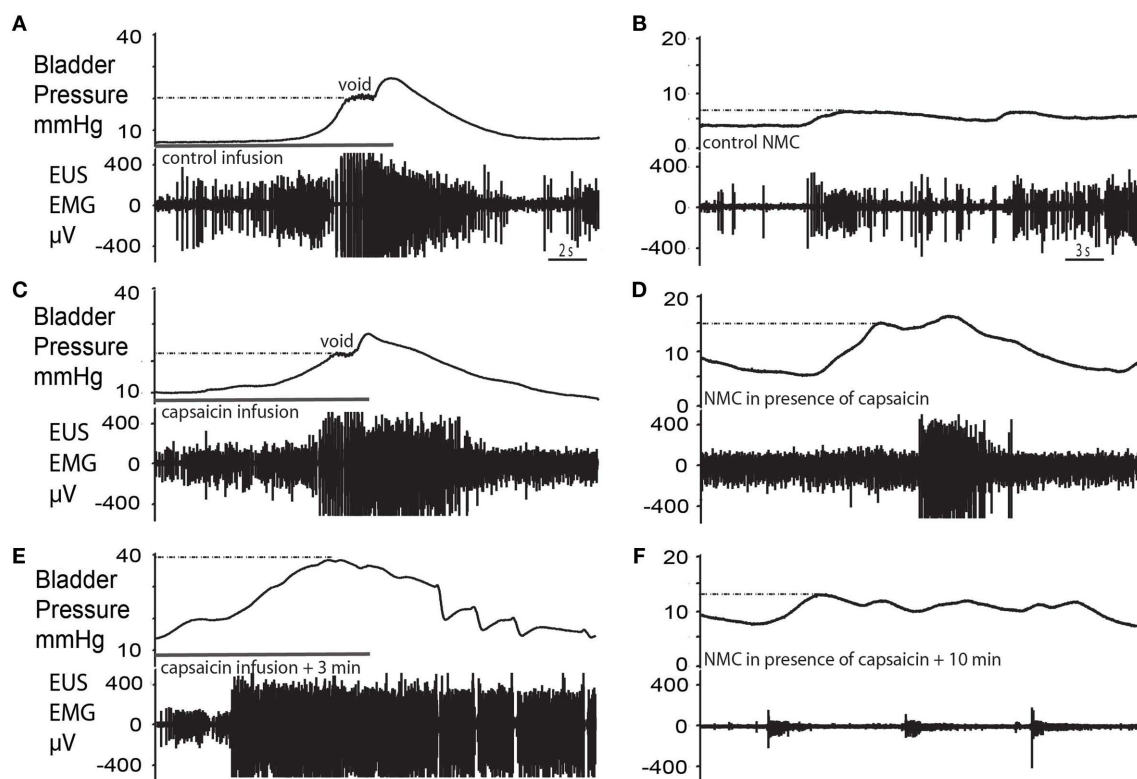 A
40
Bladder
Pressure
mmHg
10
void
control infusion
EUS
EMG
µV
400
0
-400
2 s
B
20
10
0
control NMC
400
0
-400
3 s
C
40
Bladder
Pressure
mmHg
10
void
capsaicin infusion
EUS
EMG
µV
400
0
-400
D
20
10
0
NMC in presence of capsaicin
400
0
-400
E
40
Bladder
Pressure
mmHg
10
capsaicin infusion + 3 min
EUS
EMG
µV
400
0
-400
F
20
10
0
NMC in presence of capsaicin + 10 min
400
0
-400